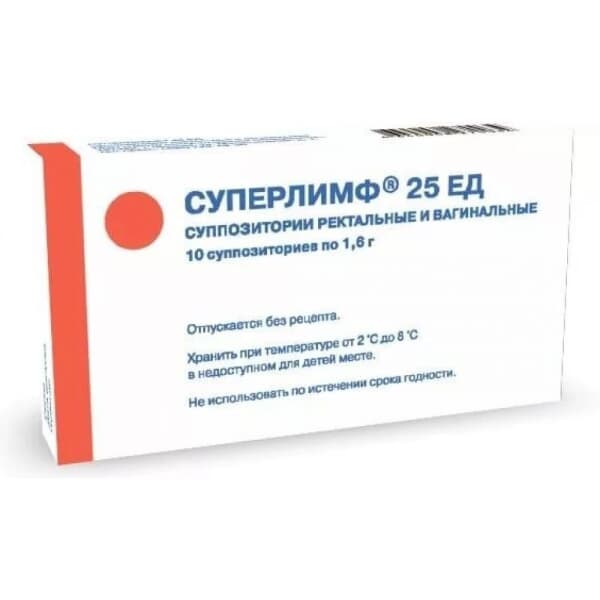 СУПЕРЛИМФ® 25 ЕД
СУППОЗИТОРИИ РЕКТАЛЬНЫЕ И ВАГИНАЛЬНЫЕ
10 суппозиториев по 1,6 г
Отпускается без рецепта.
Хранить при температуре от 2 °С до 8 °С
в недоступном для детей месте.
Не использовать по истечении срока годности.